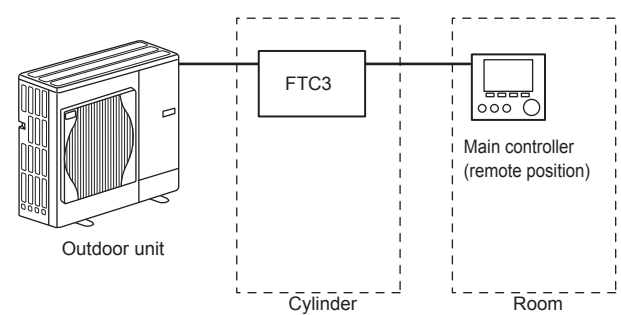 FTC3
Main controller
(remote position)
Outdoor unit
Cylinder
Room